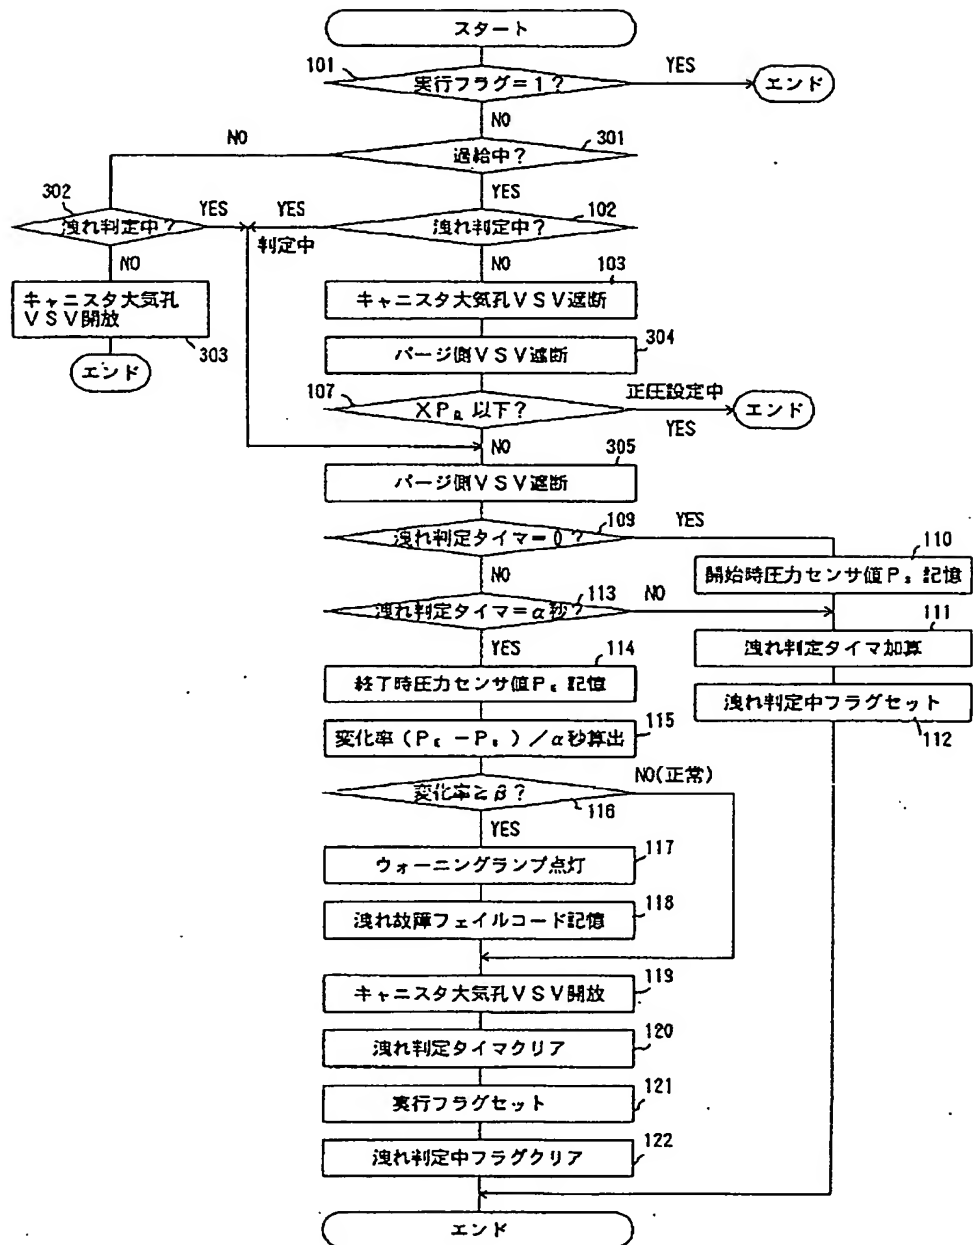 スタート
101
実行フラグ=1?
YES
エンド
NO
NO
301
過給中?
302
YES
洩れ判定中?
YES
YES
102
洩れ判定中?
判定中
NO
NO
103
キャニスタ大気孔
VSV開放
キャニスタ大気孔VSV遮断
303
304
エンド
パージ側VSV遮断
107
正圧設定中
XP
以下?
エンド
YES
NO
305
パージ側VSV遮断
109
YES
洩れ判定タイマ=0?
110
NO
開始時圧力センサ値P
記憶
113
NO
洩れ判定タイマ=α秒?
111
YES
洩れ判定タイマ加算
114
終了時圧力センサ値P
記憶
洩れ判定中フラグセット
112
115
変化率(P
-P
)/α秒算出
NO(正常)
変化率≧β?
116
YES
117
ウォーニングランプ点灯
118
洩れ故障フェイルコード記憶
119
キャニスタ大気孔VSV開放
120
洩れ判定タイマクリア
121
実行フラグセット
122
洩れ判定中フラグクリア
エンド